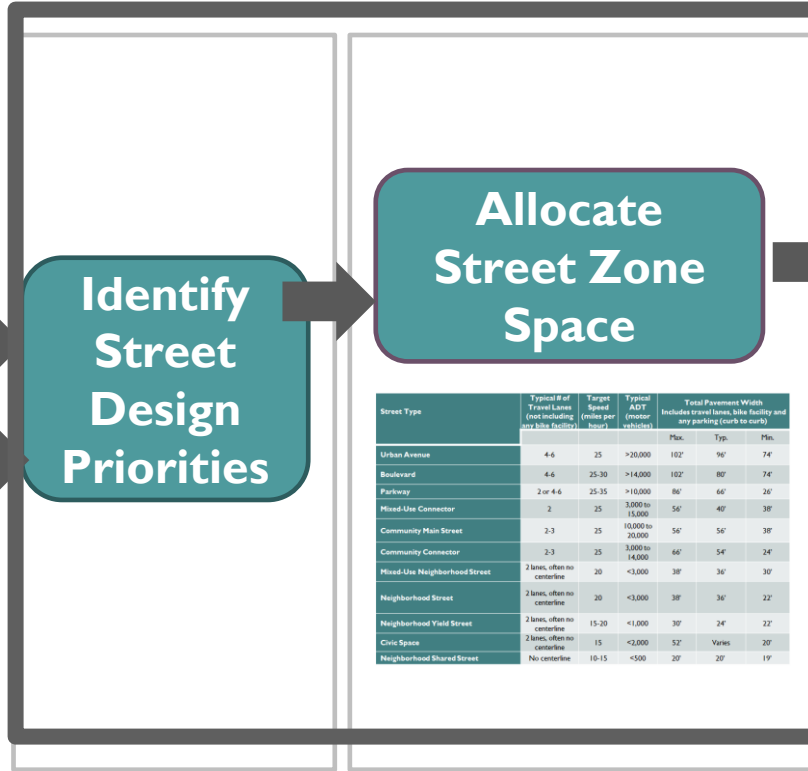 Identify
Street
Design
Priorities
Allocate
Street Zone
Space
Street Type
Typical # of
Travel Lanes
(not including
any bike facility)
Target
Speed
(miles per
hour)
Typical
ADT
(motor
vehicles)
Total Pavement Width
Includes travel lanes, bike facility and
any parking (curb to curb)
Max. Typ. Min.
Urban Avenue 4-6 25 >20,000 102' 96' 74'
Boulevard 4-6 25-30 >14,000 102' 80' 74'
Parkway 2 or 4-6 25-35 >10,000 86' 66' 26'
Mixed-Use Connector 2 25 3,000 to
15,000 56' 40' 38'
Community Main Street 2-3 25 10,000 to
20,000 56' 56' 38'
Community Connector 2-3 25 3,000 to
14,000 66' 54' 24'
Mixed-Use Neighborhood Street 2 lanes, often no
centerline 20 <3,000 38' 36' 30'
Neighborhood Street 2 lanes, often no
centerline 20 <3,000 38' 36' 22'
Neighborhood Yield Street 2 lanes, often no
centerline 15-20 <1,000 30' 24' 22'
Civic Space 2 lanes, often no
centerline 15 <2,000 52' Varies 20'
Neighborhood Shared Street No centerline 10-15 <500 20' 20' 19'